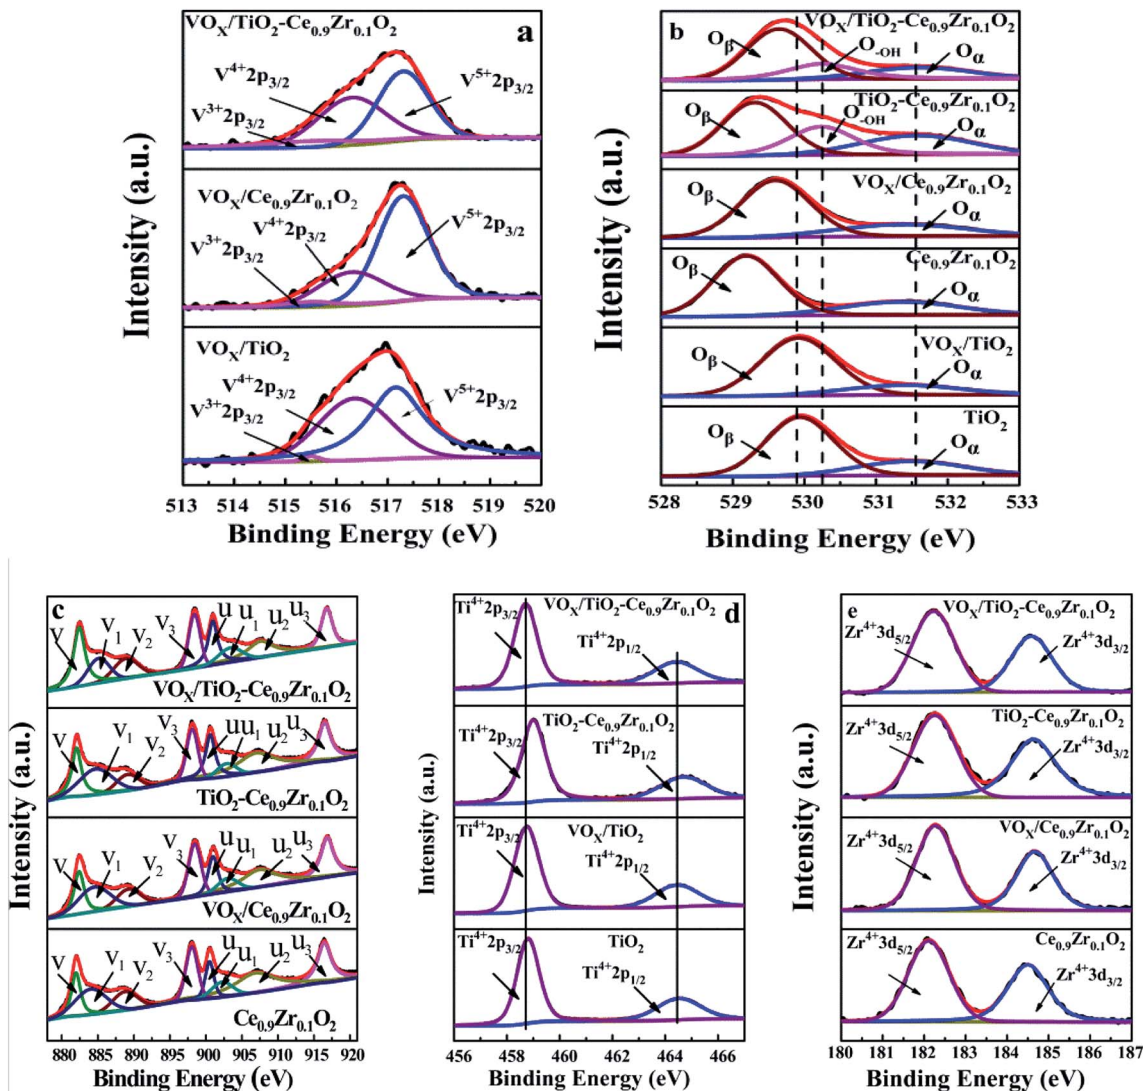 a
VOX/TiO2-Ce0.9Zr0.1O2
V4+2p3/2
V5+2p3/2
V3+2p3/2
VOX/Ce0.9Zr0.1O2
V4+2p3/2
V5+2p3/2
V3+2p3/2
VOX/TiO2
V4+2p3/2
V5+2p3/2
V3+2p3/2
Intensity (a.u.)
513 514 515 516 517 518 519 520
Binding Energy (eV)
b
VOX/TiO2-Ce0.9Zr0.1O2
Oβ
O-OH
Oα
TiO2-Ce0.9Zr0.1O2
Oβ
O-OH
Oα
VOX/Ce0.9Zr0.1O2
Oβ
Oα
Ce0.9Zr0.1O2
Oβ
Oα
VOX/TiO2
Oβ
Oα
TiO2
Oβ
Oα
Intensity (a.u.)
528 529 530 531 532 533
Binding Energy (eV)
c
v v1 v2 v3 u u1 u2 u3
VOX/TiO2-Ce0.9Zr0.1O2
v v1 v2 v3 u u1 u2 u3
TiO2-Ce0.9Zr0.1O2
v v1 v2 v3 u u1 u2 u3
VOX/Ce0.9Zr0.1O2
v v1 v2 v3 u u1 u2 u3
Ce0.9Zr0.1O2
Intensity (a.u.)
880 885 890 895 900 905 910 915 920
Binding Energy (eV)
d
Ti4+2p3/2
VOX/TiO2-Ce0.9Zr0.1O2
Ti4+2p1/2
TiO2-Ce0.9Zr0.1O2
Ti4+2p3/2
Ti4+2p1/2
VOX/TiO2
Ti4+2p3/2
Ti4+2p1/2
TiO2
Ti4+2p3/2
Ti4+2p1/2
Intensity (a.u.)
456 458 460 462 464 466
Binding Energy (eV)
e
VOX/TiO2-Ce0.9Zr0.1O2
Zr4+3d5/2
Zr4+3d3/2
TiO2-Ce0.9Zr0.1O2
Zr4+3d5/2
Zr4+3d3/2
VOX/Ce0.9Zr0.1O2
Zr4+3d5/2
Zr4+3d3/2
Ce0.9Zr0.1O2
Zr4+3d5/2
Zr4+3d3/2
Intensity (a.u.)
180 181 182 183 184 185 186 187
Binding Energy (eV)